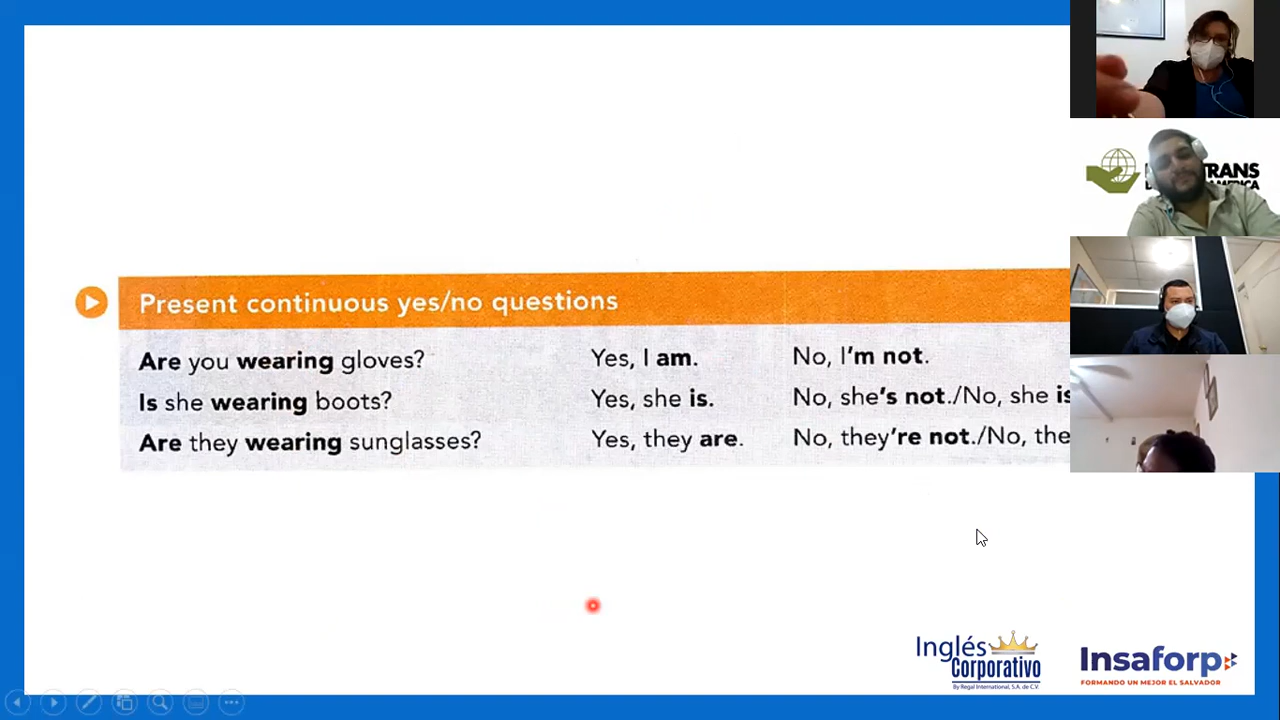 Present continuous yes/no questions
Are you wearing gloves? Yes, I am. No, I'm not.
Is she wearing boots? Yes, she is. No, she's not./No, she is
Are they wearing sunglasses? Yes, they are. No, they're not./No, the
TRANS
Inglés
Corporativo
By Regal International, S.A. de C.V.
Insaforp
FORMANDO UN MEJOR EL SALVADOR